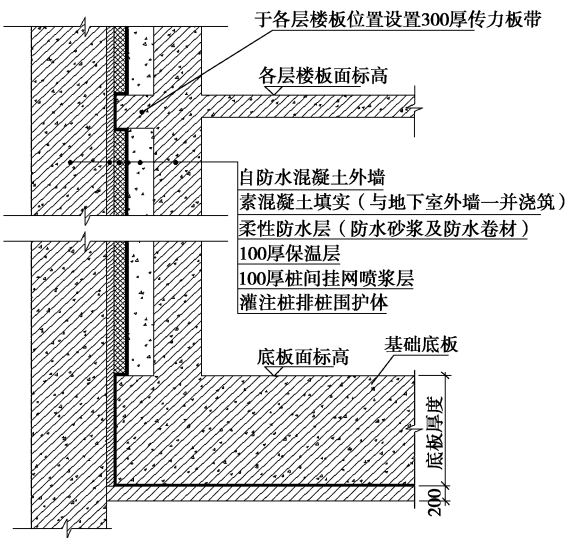 于各层楼板位置设置300厚传力板带
各层楼板面标高
自防水混凝土外墙
素混凝土填实（与地下室外墙一并浇筑）
柔性防水层（防水砂浆及防水卷材）
100厚保温层
100厚桩间挂网喷浆层
灌注桩排桩围护体
底板面标高
基础底板
底板厚度
200